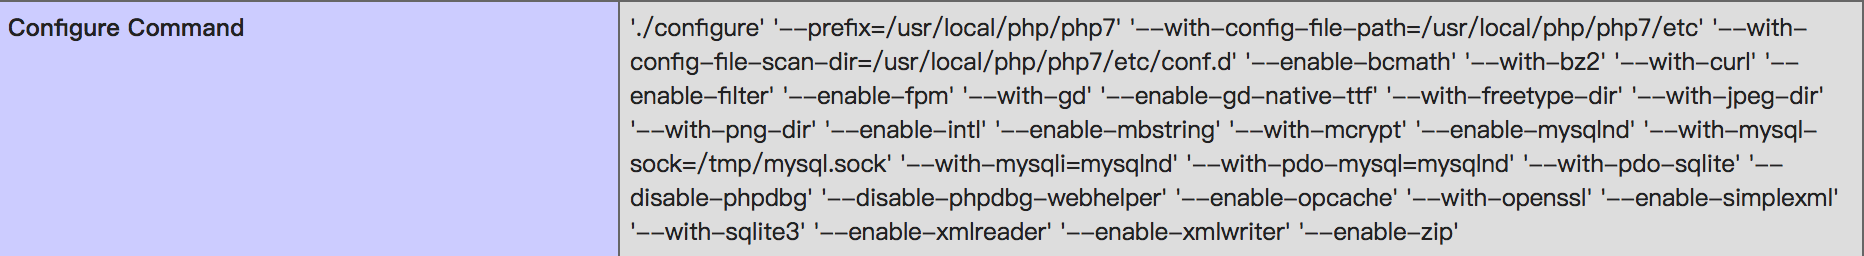 Configure Command
'./configure' '--prefix=/usr/local/php/php7' '--with-config-file-path=/usr/local/php/php7/etc' '--with-
config-file-scan-dir=/usr/local/php/php7/etc/conf.d' '--enable-bcmath' '--with-bz2' '--with-curl' '--
enable-filter' '--enable-fpm' '--with-gd' '--enable-gd-native-ttf' '--with-freetype-dir' '--with-jpeg-dir'
'--with-png-dir' '--enable-intl' '--enable-mbstring' '--with-mcrypt' '--enable-mysqlnd' '--with-mysql-
sock=/tmp/mysql.sock' '--with-mysqli=mysqlnd' '--with-pdo-mysql=mysqlnd' '--with-pdo-sqlite' '--
disable-phpdbg' '--disable-phpdbg-webhelper' '--enable-opcache' '--with-openssl' '--enable-simplexml'
'--with-sqlite3' '--enable-xmlreader' '--enable-xmlwriter' '--enable-zip'